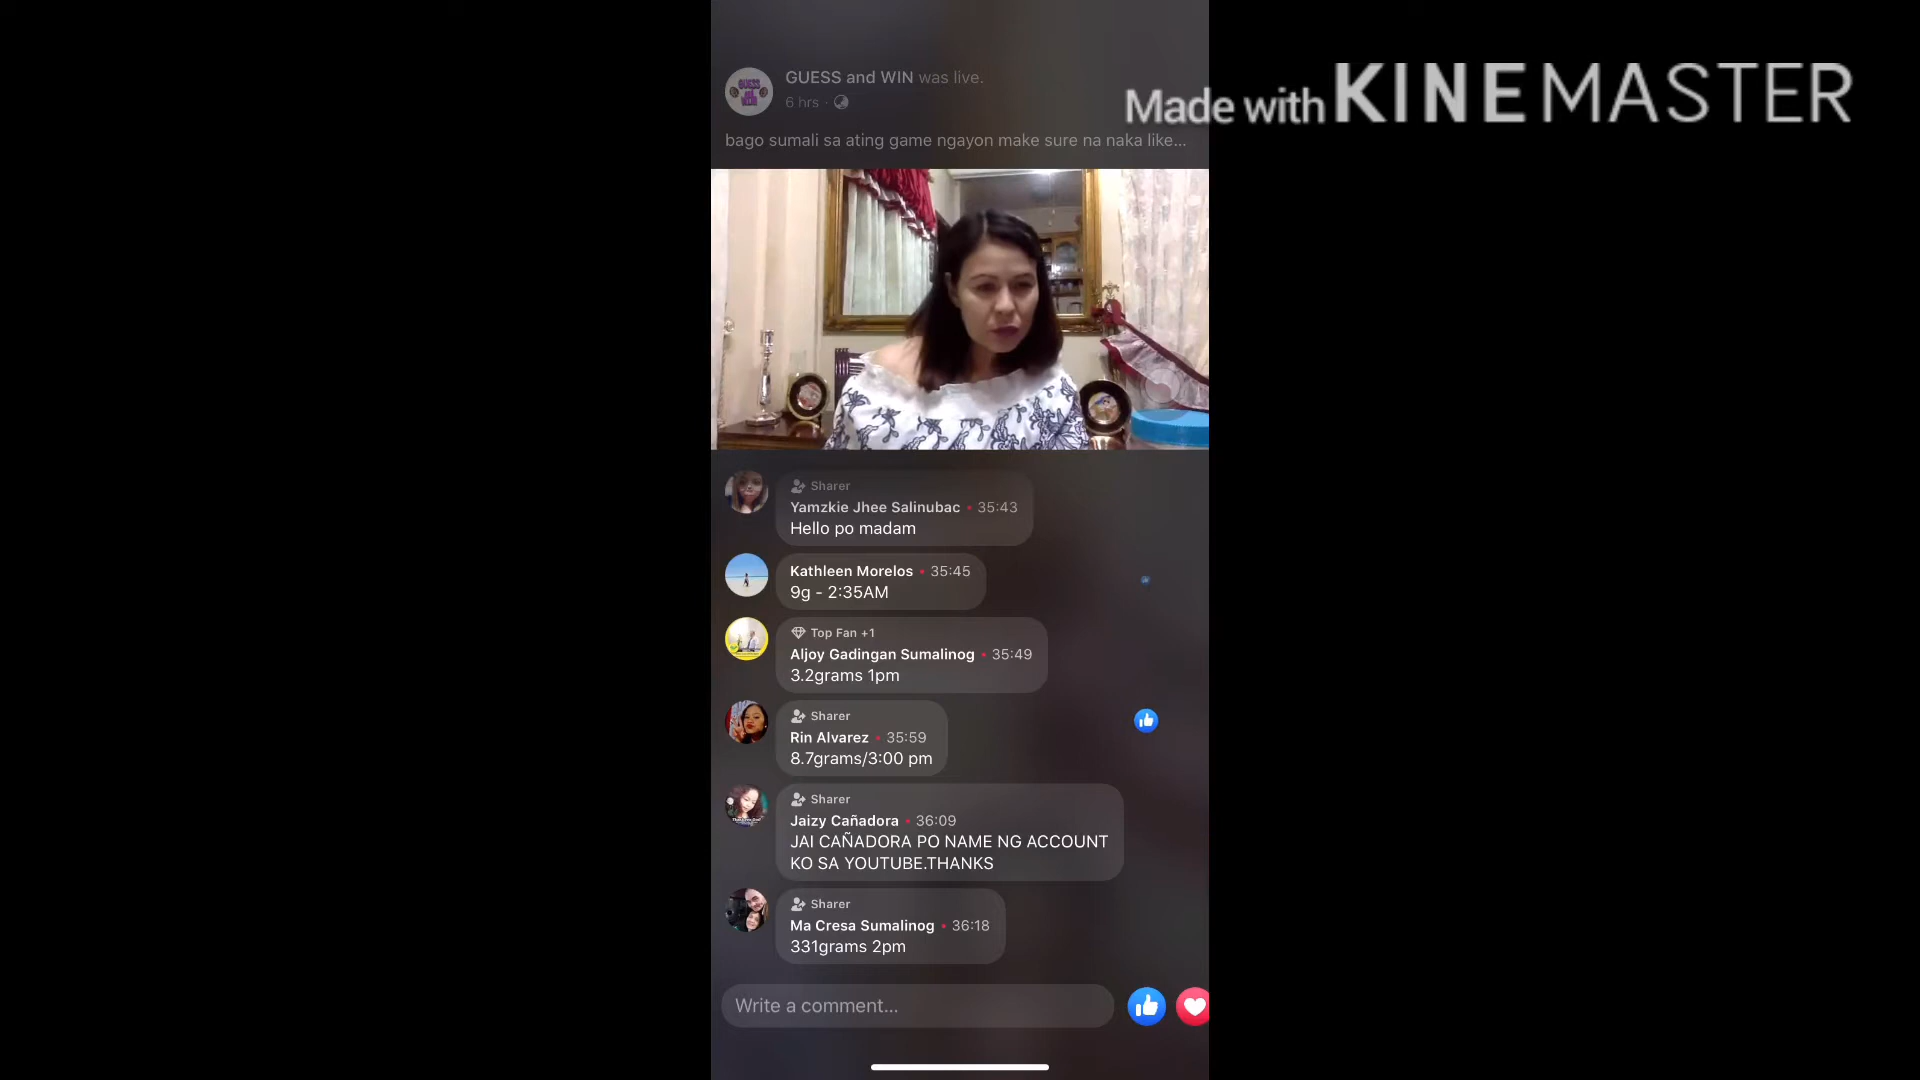 GUESS and WIN was live.
6 hrs ·
Made with KINEMASTER
bago sumali sa ating game ngayon make sure na naka like...
Sharer
Yamzkie Jhee Salinubac • 35:43
Hello po madam
Kathleen Morelos • 35:45
9g - 2:35AM
Top Fan +1
Aljoy Gadingan Sumalinog • 35:49
3.2grams 1pm
Sharer
Rin Alvarez • 35:59
8.7grams/3:00 pm
Sharer
Jaizy Cañadora • 36:09
JAI CAÑADORA PO NAME NG ACCOUNT
KO SA YOUTUBE.THANKS
Sharer
Ma Cresa Sumalinog • 36:18
331grams 2pm
Write a comment...